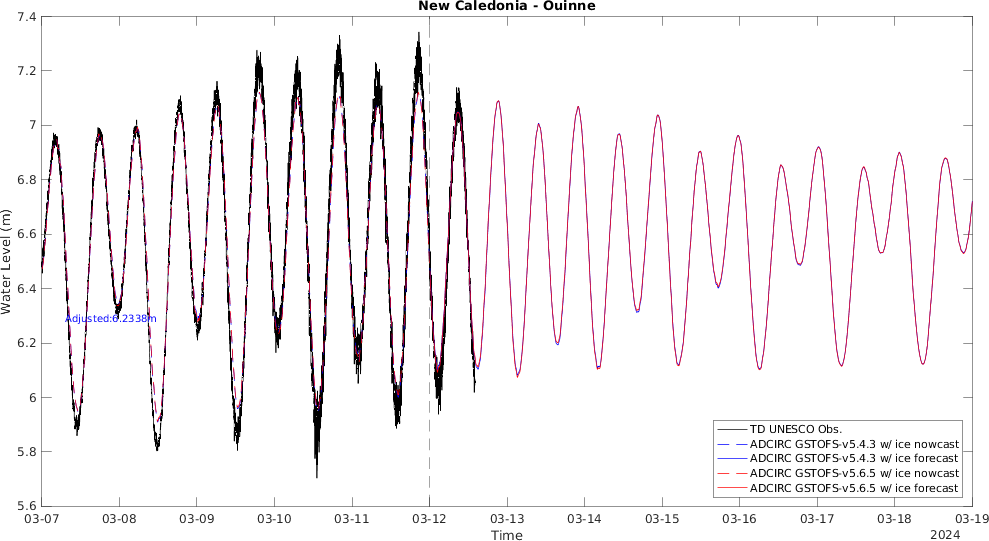 New Caledonia - Ouinne
7.4
7.2
7
6.8
6.6
6.4
6.2
6
5.8
5.6
Water Level (m)
Adjusted:6.2338m
TD UNESCO Obs.
ADCIRC GSTOFS-v5.4.3 w/ ice nowcast
ADCIRC GSTOFS-v5.4.3 w/ ice forecast
ADCIRC GSTOFS-v5.6.5 w/ ice nowcast
ADCIRC GSTOFS-v5.6.5 w/ ice forecast
03-07 03-08 03-09 03-10 03-11 03-12 03-13 03-14 03-15 03-16 03-17 03-18 03-19
Time
2024